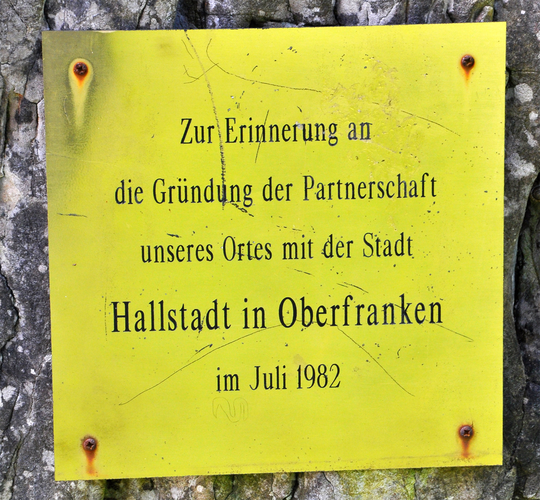 Zur Erinnerung an
die Gründung der Partnerschaft
unseres Ortes mit der Stadt
Hallstadt in Oberfranken
im Juli 1982